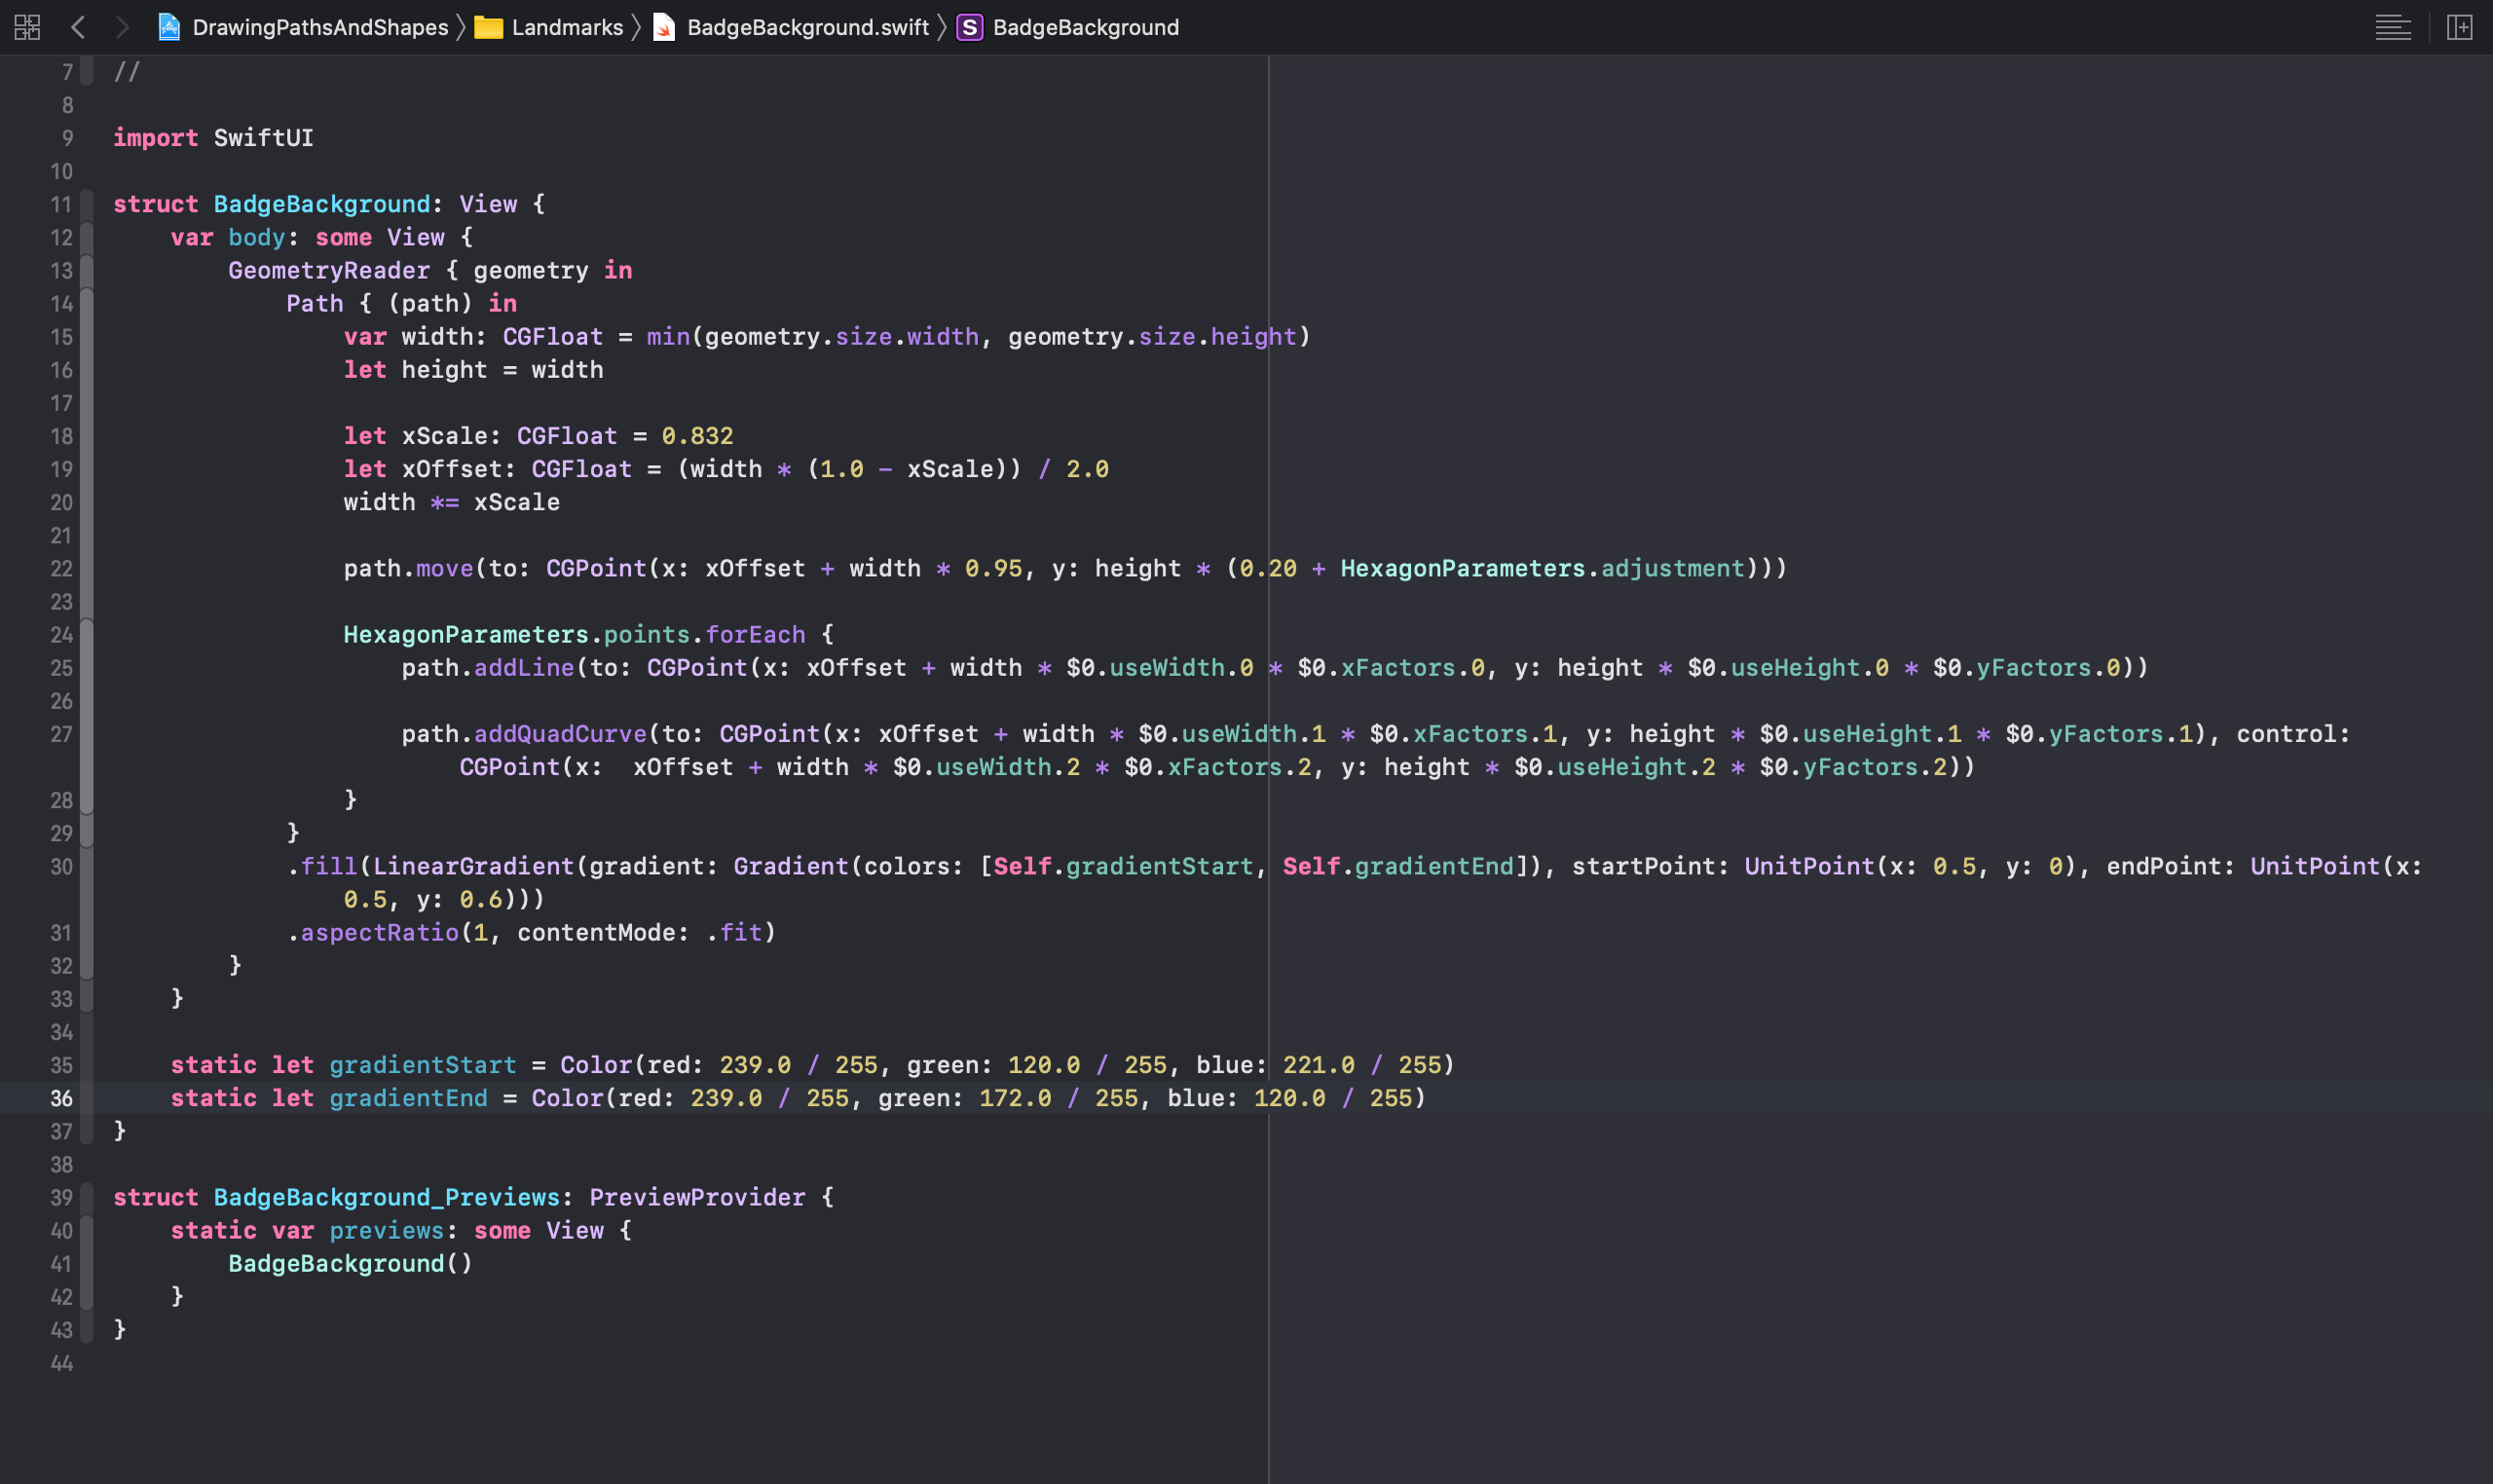 DrawingPathsAndShapes 〉 Landmarks 〉 BadgeBackground.swift 〉 S BadgeBackground
7 //
8
9 import SwiftUI
10
11 struct BadgeBackground: View {
12     var body: some View {
13         GeometryReader { geometry in
14             Path { (path) in
15                 var width: CGFloat = min(geometry.size.width, geometry.size.height)
16                 let height = width
17
18                 let xScale: CGFloat = 0.832
19                 let xOffset: CGFloat = (width * (1.0 - xScale)) / 2.0
20                 width *= xScale
21
22                 path.move(to: CGPoint(x: xOffset + width * 0.95, y: height * (0.20 + HexagonParameters.adjustment)))
23
24                 HexagonParameters.points.forEach {
25                     path.addLine(to: CGPoint(x: xOffset + width * $0.useWidth.0 * $0.xFactors.0, y: height * $0.useHeight.0 * $0.yFactors.0))
26
27                     path.addQuadCurve(to: CGPoint(x: xOffset + width * $0.useWidth.1 * $0.xFactors.1, y: height * $0.useHeight.1 * $0.yFactors.1), control:
                         CGPoint(x:  xOffset + width * $0.useWidth.2 * $0.xFactors.2, y: height * $0.useHeight.2 * $0.yFactors.2))
28                 }
29             }
30             .fill(LinearGradient(gradient: Gradient(colors: [Self.gradientStart, Self.gradientEnd]), startPoint: UnitPoint(x: 0.5, y: 0), endPoint: UnitPoint(x:
                 0.5, y: 0.6)))
31             .aspectRatio(1, contentMode: .fit)
32         }
33     }
34
35     static let gradientStart = Color(red: 239.0 / 255, green: 120.0 / 255, blue: 221.0 / 255)
36     static let gradientEnd = Color(red: 239.0 / 255, green: 172.0 / 255, blue: 120.0 / 255)
37 }
38
39 struct BadgeBackground_Previews: PreviewProvider {
40     static var previews: some View {
41         BadgeBackground()
42     }
43 }
44